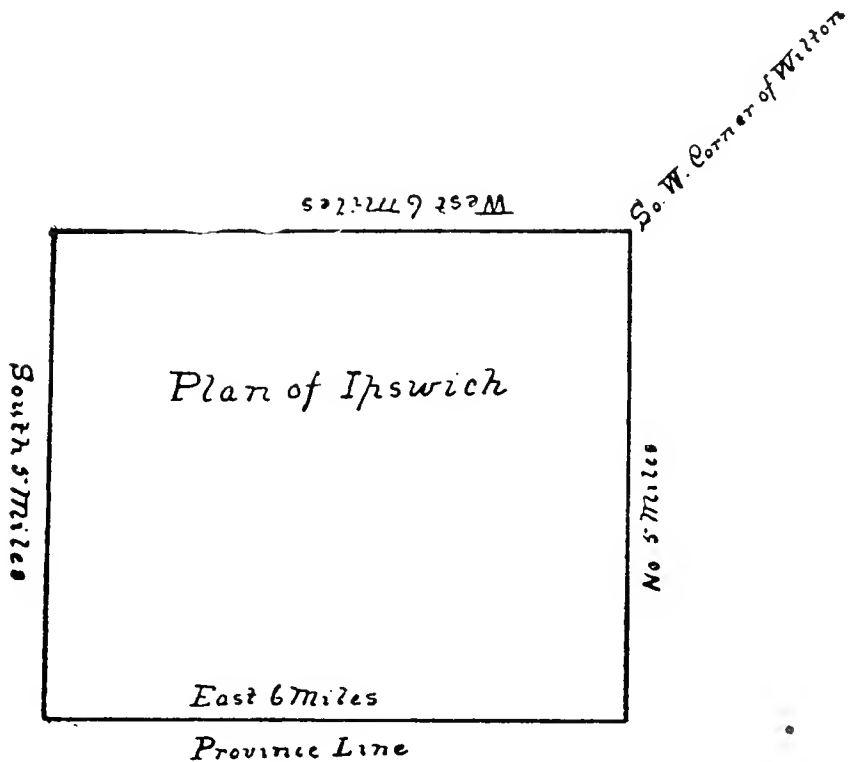 So. W. Corner of Wilton
West 6 miles
Plan of Ipswich
South 5 Miles
No 5 Miles
East 6 Miles
Province Line